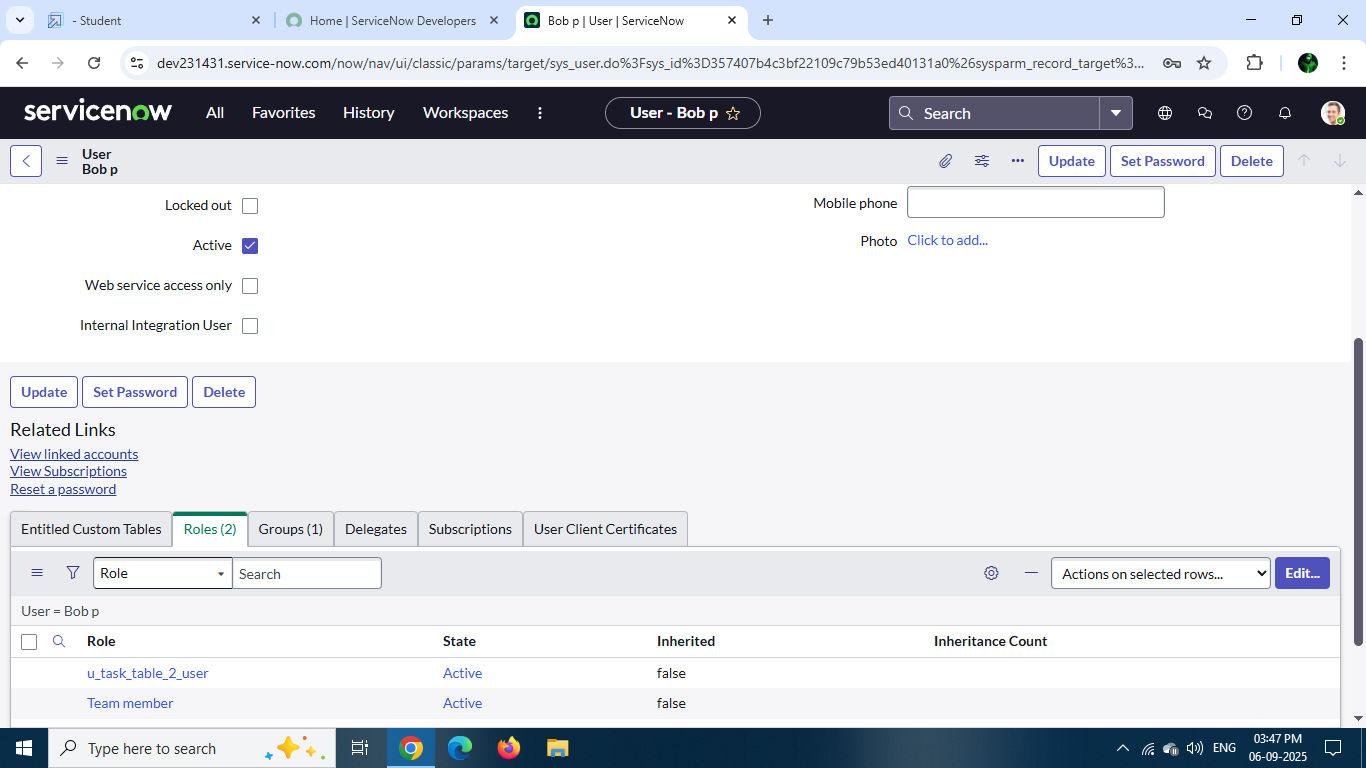 - Student
Home | ServiceNow Developers
Bob p | User | ServiceNow
dev231431.service-now.com/now/nav/ui/classic/params/target/sys_user.do%3Fsys_id%3D357407b4c3bf22109c79b53ed40131a0%26sysparm_record_target%3...
servicenow All Favorites History Workspaces User - Bob p Search
User
Bob p
Update Set Password Delete
Locked out
Mobile phone
Active
Photo Click to add...
Web service access only
Internal Integration User
Update Set Password Delete
Related Links
View linked accounts
View Subscriptions
Reset a password
Entitled Custom Tables Roles (2) Groups (1) Delegates Subscriptions User Client Certificates
Role Search Actions on selected rows... Edit...
User = Bob p
Role State Inherited Inheritance Count
u_task_table_2_user Active false
Team member Active false
Type here to search
ENG
03:47 PM
06-09-2025